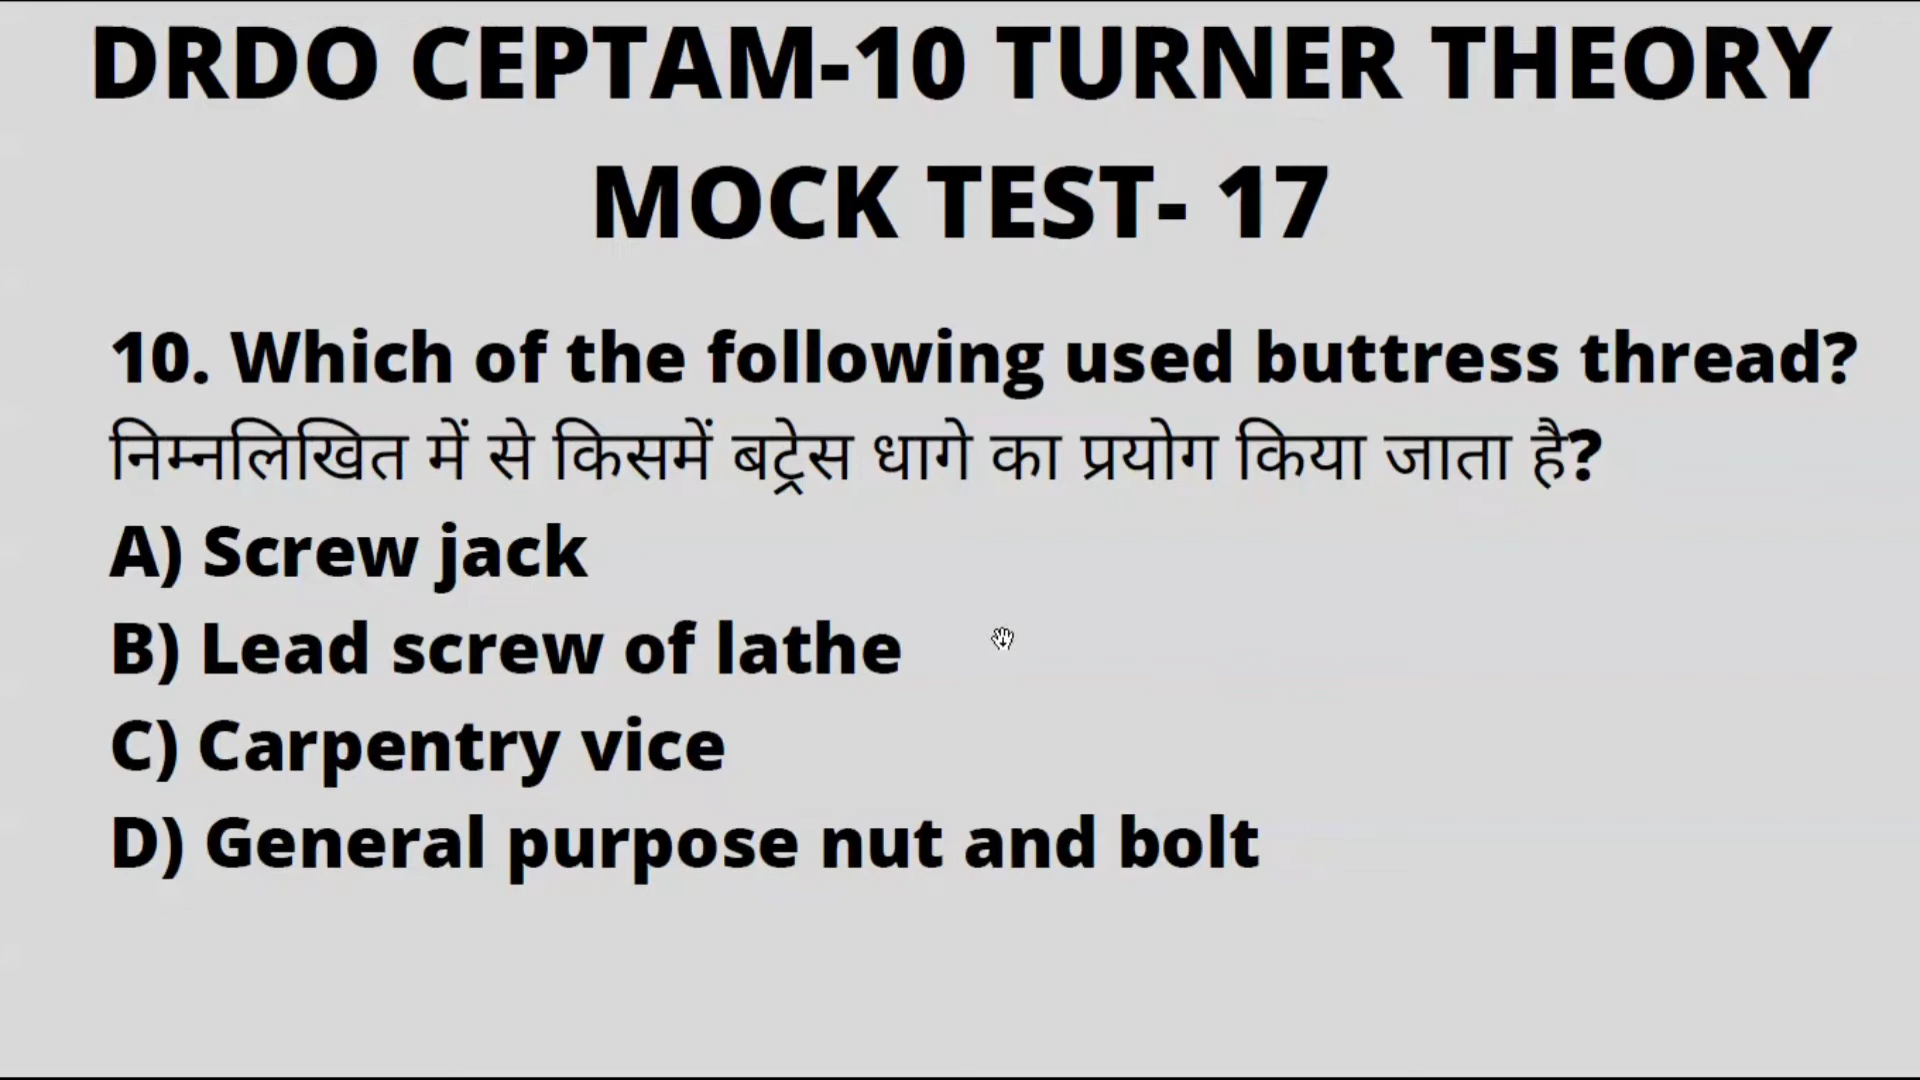 DRDO CEPTAM-10 TURNER THEORY
MOCK TEST- 17
10. Which of the following used buttress thread?
निम्नलिखित में से किसमें बट्रेस धागे का प्रयोग किया जाता है?
A) Screw jack
B) Lead screw of lathe
C) Carpentry vice
D) General purpose nut and bolt